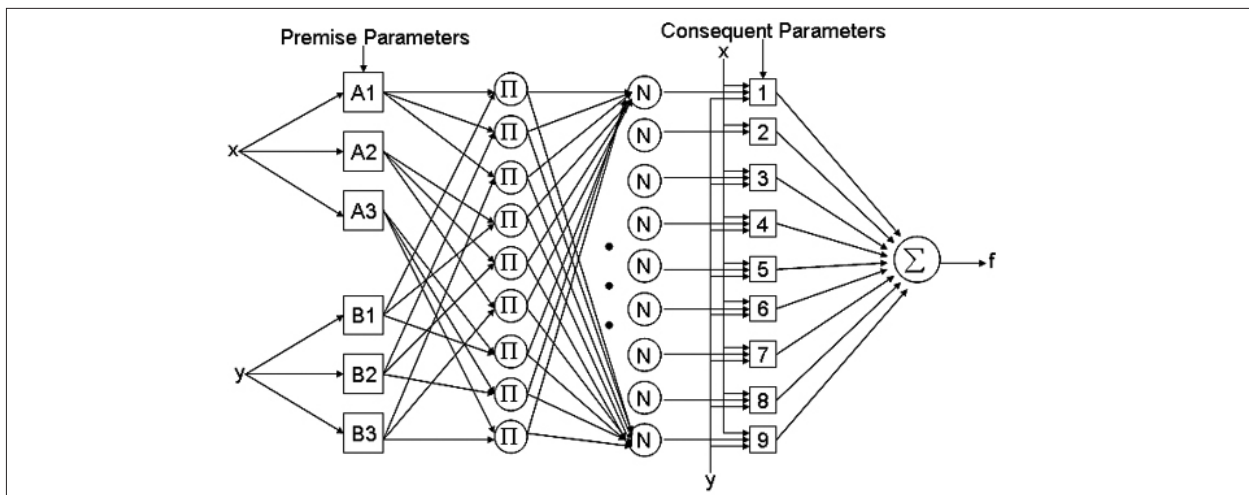 Premise Parameters
Consequent Parameters
x
A1
A2
A3
B1
B2
B3
x
y
Π
Π
Π
Π
Π
Π
Π
Π
Π
N
N
N
N
N
N
N
N
N
1
2
3
4
5
6
7
8
9
y
Σ
f